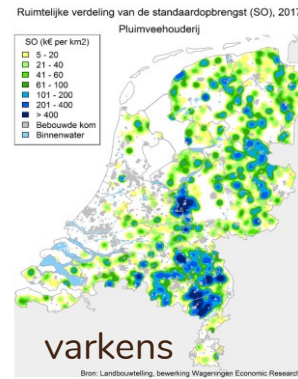 Ruimtelijke verdeling van de standaardopbrengst (SO), 2017
Pluimveehouderij
SO (k€ per km2)
5 - 20
21 - 40
41 - 60
61 - 100
101 - 200
201 - 400
> 400
Bebouwde kom
Binnenwater
varkens
Bron: Landbouwtelling, bewerking Wageningen Economic Research